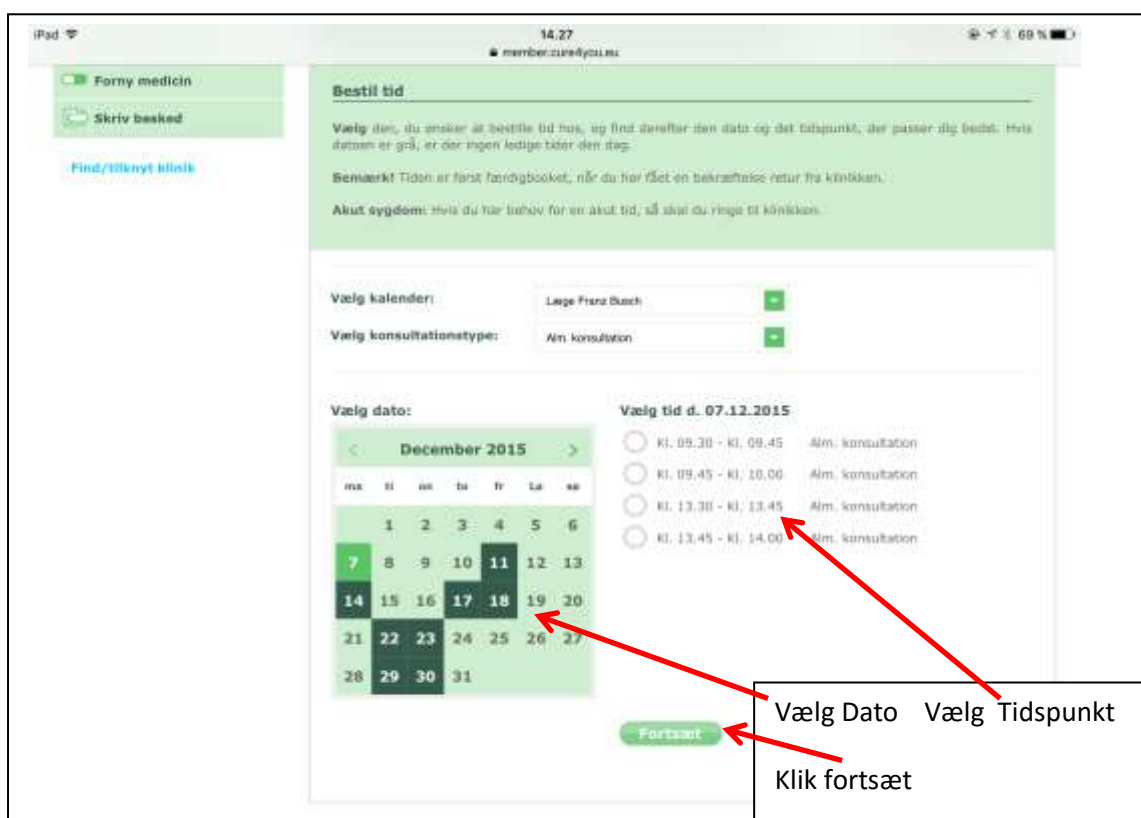 iPad 14.27 69 %
member.cure4you.eu
Forny medicin
Skriv besked
Find/tilknyt klinik
Bestil tid
Vælg den, du ønsker at bestille tid hos, og find derefter den dato og det tidspunkt, der passer dig bedst. Hvis
datoen er grå, er der ingen ledige tider den dag.
Bemærk! Tiden er først færdigbooket, når du har fået en bekræftelse retur fra klinikken.
Akut sygdom: Hvis du har behov for en akut tid, så skal du ringe til klinikken.
Vælg kalender: Læge Franz Busch
Vælg konsultationstype: Alm. konsultation
Vælg dato:
< December 2015 >
ma ti on to fr La sø
1 2 3 4 5 6
7 8 9 10 11 12 13
14 15 16 17 18 19 20
21 22 23 24 25 26 27
28 29 30 31
Vælg tid d. 07.12.2015
Kl. 09.30 - Kl. 09.45 Alm. konsultation
Kl. 09.45 - Kl. 10.00 Alm. konsultation
Kl. 13.30 - Kl. 13.45 Alm. konsultation
Kl. 13.45 - Kl. 14.00 Alm. konsultation
Fortsæt
Vælg Dato Vælg Tidspunkt
Klik fortsæt